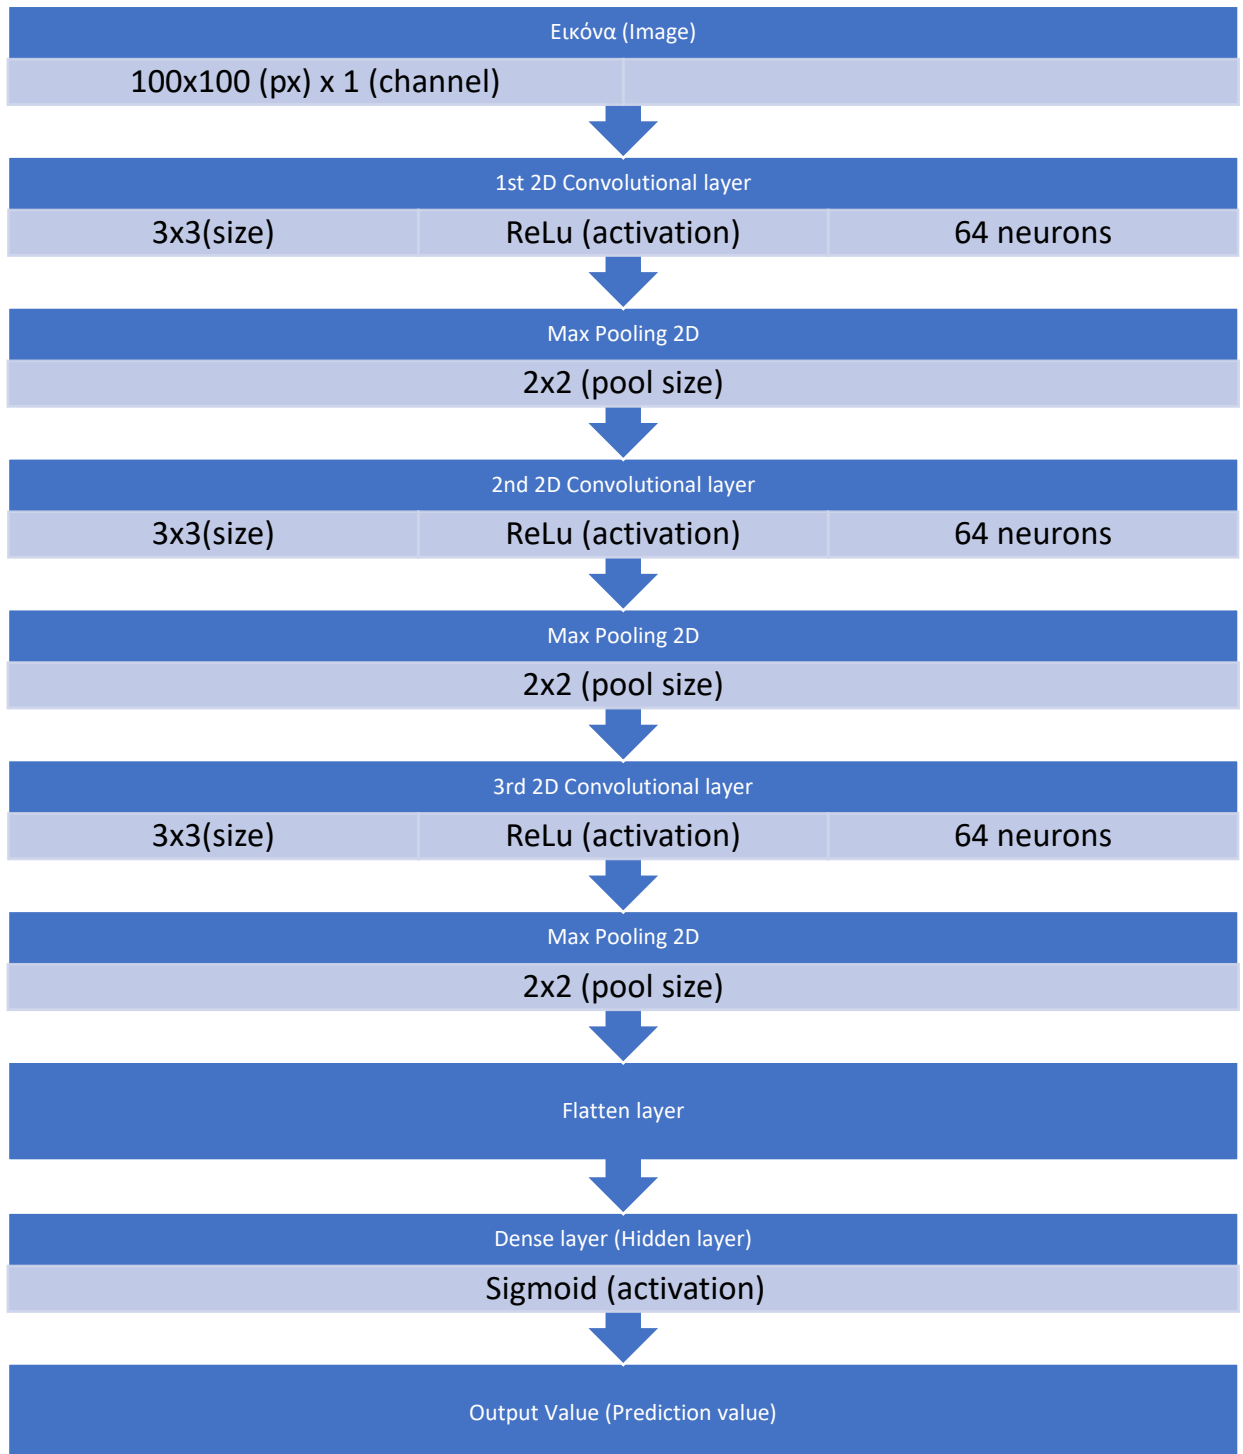 Εικόνα (Image)
100x100 (px) x 1 (channel)
1st 2D Convolutional layer
3x3(size) ReLu (activation) 64 neurons
Max Pooling 2D
2x2 (pool size)
2nd 2D Convolutional layer
3x3(size) ReLu (activation) 64 neurons
Max Pooling 2D
2x2 (pool size)
3rd 2D Convolutional layer
3x3(size) ReLu (activation) 64 neurons
Max Pooling 2D
2x2 (pool size)
Flatten layer
Dense layer (Hidden layer)
Sigmoid (activation)
Output Value (Prediction value)